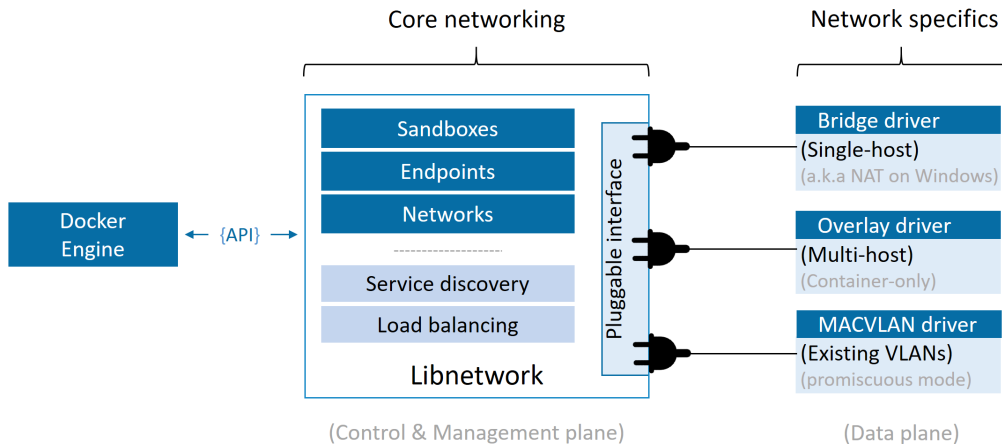 Core networking
Network specifics
Docker
Engine
{API}
Sandboxes
Endpoints
Networks
Service discovery
Load balancing
Libnetwork
Pluggable interface
Bridge driver
(Single-host)
(a.k.a NAT on Windows)
Overlay driver
(Multi-host)
(Container-only)
MACVLAN driver
(Existing VLANs)
(promiscuous mode)
(Control & Management plane)
(Data plane)